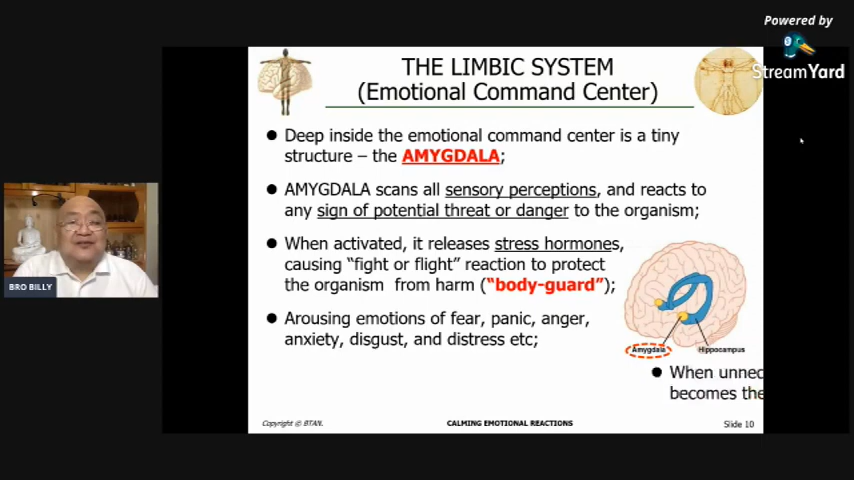 Powered by
StreamYard
THE LIMBIC SYSTEM
(Emotional Command Center)
● Deep inside the emotional command center is a tiny
structure – the AMYGDALA;
● AMYGDALA scans all sensory perceptions, and reacts to
any sign of potential threat or danger to the organism;
● When activated, it releases stress hormones,
causing “fight or flight” reaction to protect
the organism from harm (“body-guard”);
● Arousing emotions of fear, panic, anger,
anxiety, disgust, and distress etc;
Amygdala
Hippocampus
● When unnec
becomes the
BRO BILLY
Copyright © BTAN.
CALMING EMOTIONAL REACTIONS
Slide 10